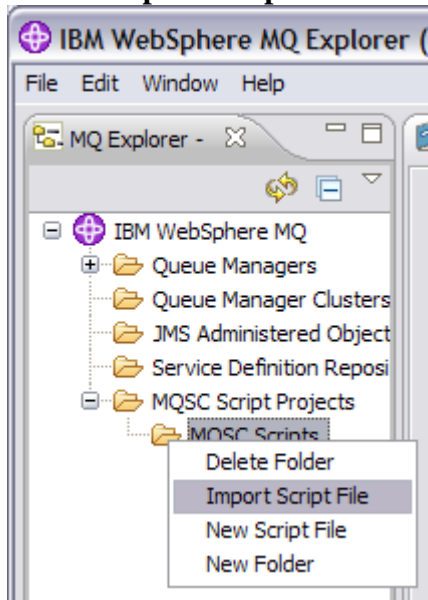 IBM WebSphere MQ Explorer (
File Edit Window Help
MQ Explorer -
IBM WebSphere MQ
Queue Managers
Queue Manager Clusters
JMS Administered Object
Service Definition Reposi
MQSC Script Projects
MQSC Scripts
Delete Folder
Import Script File
New Script File
New Folder